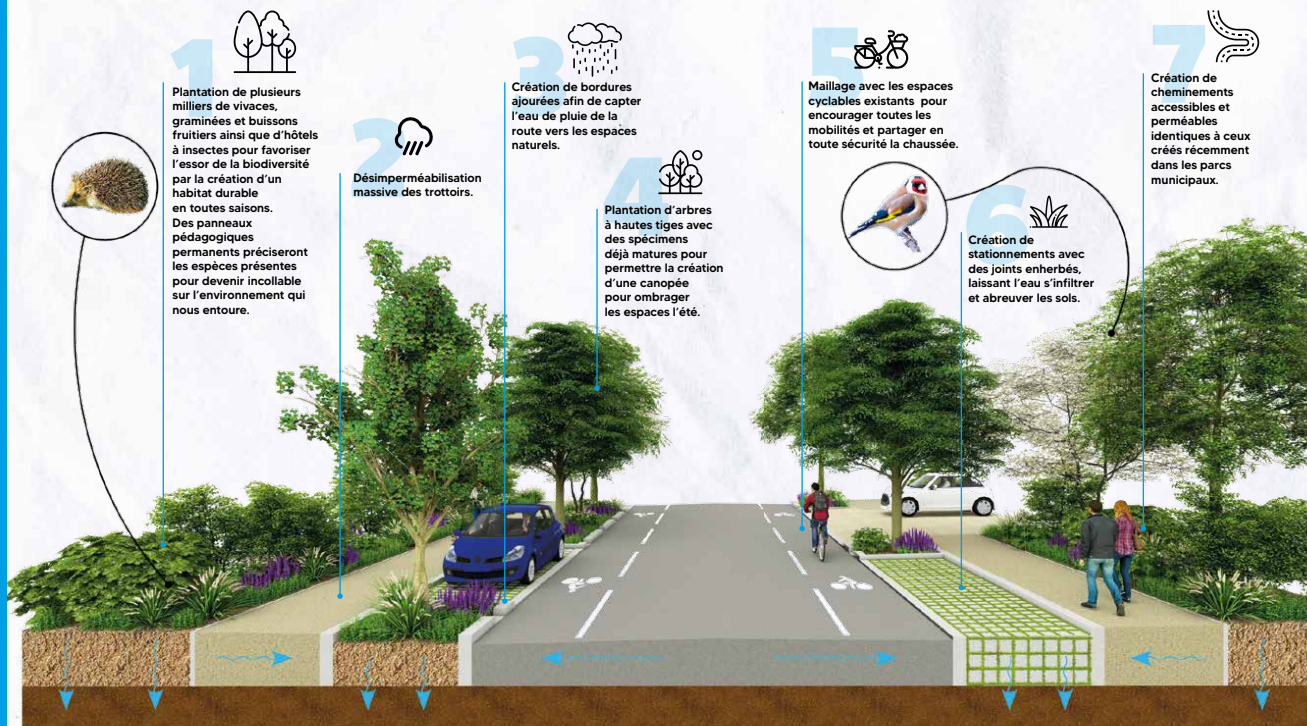 1
Plantation de plusieurs
milliers de vivaces,
graminées et buissons
fruitiers ainsi que d'hôtels
à insectes pour favoriser
l'essor de la biodiversité
par la création d'un
habitat durable
en toutes saisons.
Des panneaux
pédagogiques
permanents préciseront
les espèces présentes
pour devenir incollable
sur l'environnement qui
nous entoure.
2
Désimperméabilisation
massive des trottoirs.
3
Création de bordures
ajourées afin de capter
l'eau de pluie de la
route vers les espaces
naturels.
4
Plantation d'arbres
à hautes tiges avec
des spécimens
déjà matures pour
permettre la création
d'une canopée
pour ombrager
les espaces l'été.
5
Maillage avec les espaces
cyclables existants pour
encourager toutes les
mobilités et partager en
toute sécurité la chaussée.
6
Création de
stationnements avec
des joints enherbés,
laissant l'eau s'infiltrer
et abreuver les sols.
7
Création de
cheminements
accessibles et
perméables
identiques à ceux
créés récemment
dans les parcs
municipaux.